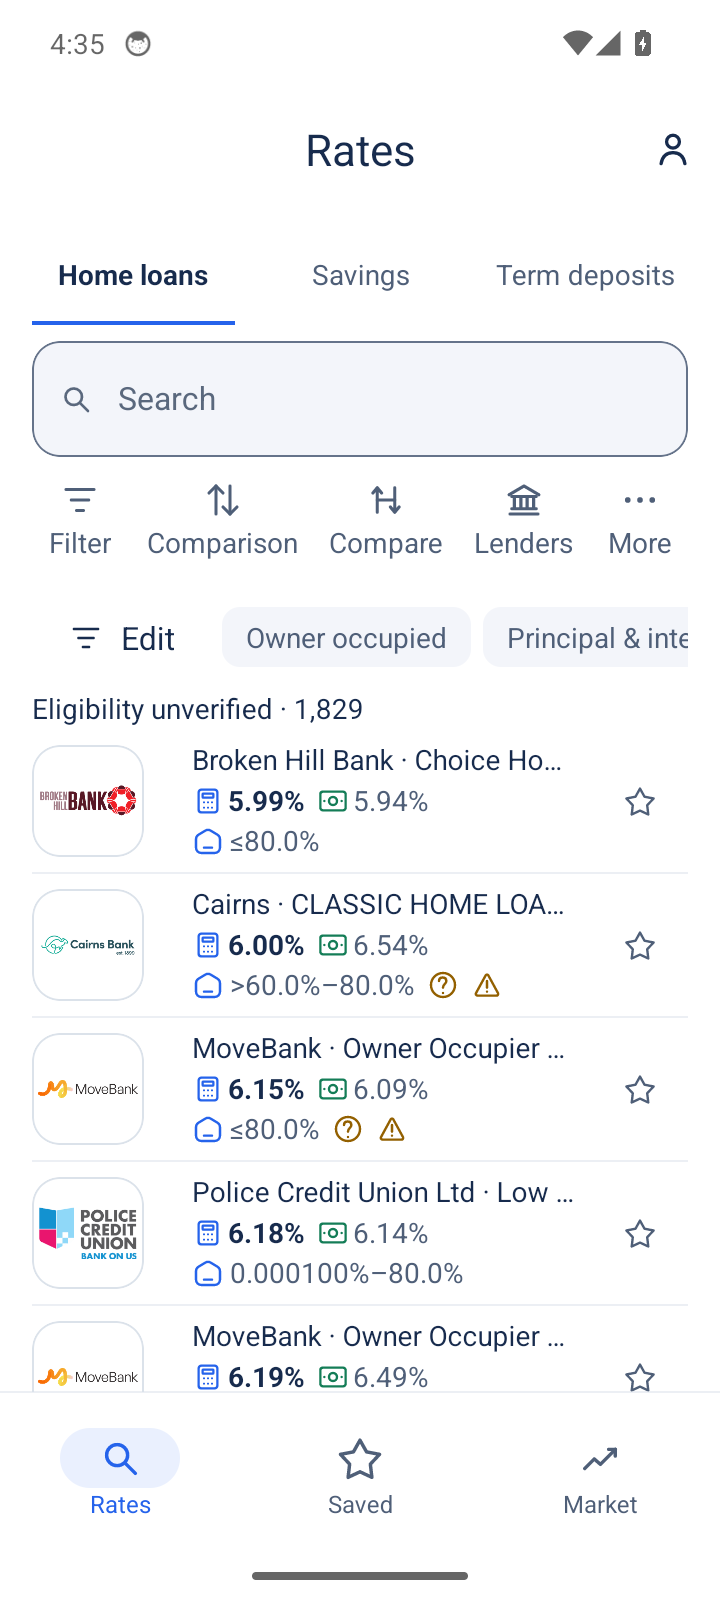 4:35
Rates
Home loans
Savings
Term deposits
Search
Filter
Comparison
Compare
Lenders
More
Edit
Owner occupied
Principal & inte
Eligibility unverified · 1,829
BROKEN HILL BANK
Broken Hill Bank · Choice Ho...
5.99% 5.94%
≤80.0%
Cairns Bank
est. 1899
Cairns · CLASSIC HOME LOA...
6.00% 6.54%
>60.0%–80.0%
MoveBank
MoveBank · Owner Occupier ...
6.15% 6.09%
≤80.0%
POLICE
CREDIT
UNION
BANK ON US
Police Credit Union Ltd · Low ...
6.18% 6.14%
0.000100%–80.0%
MoveBank
MoveBank · Owner Occupier ...
6.19% 6.49%
Rates
Saved
Market